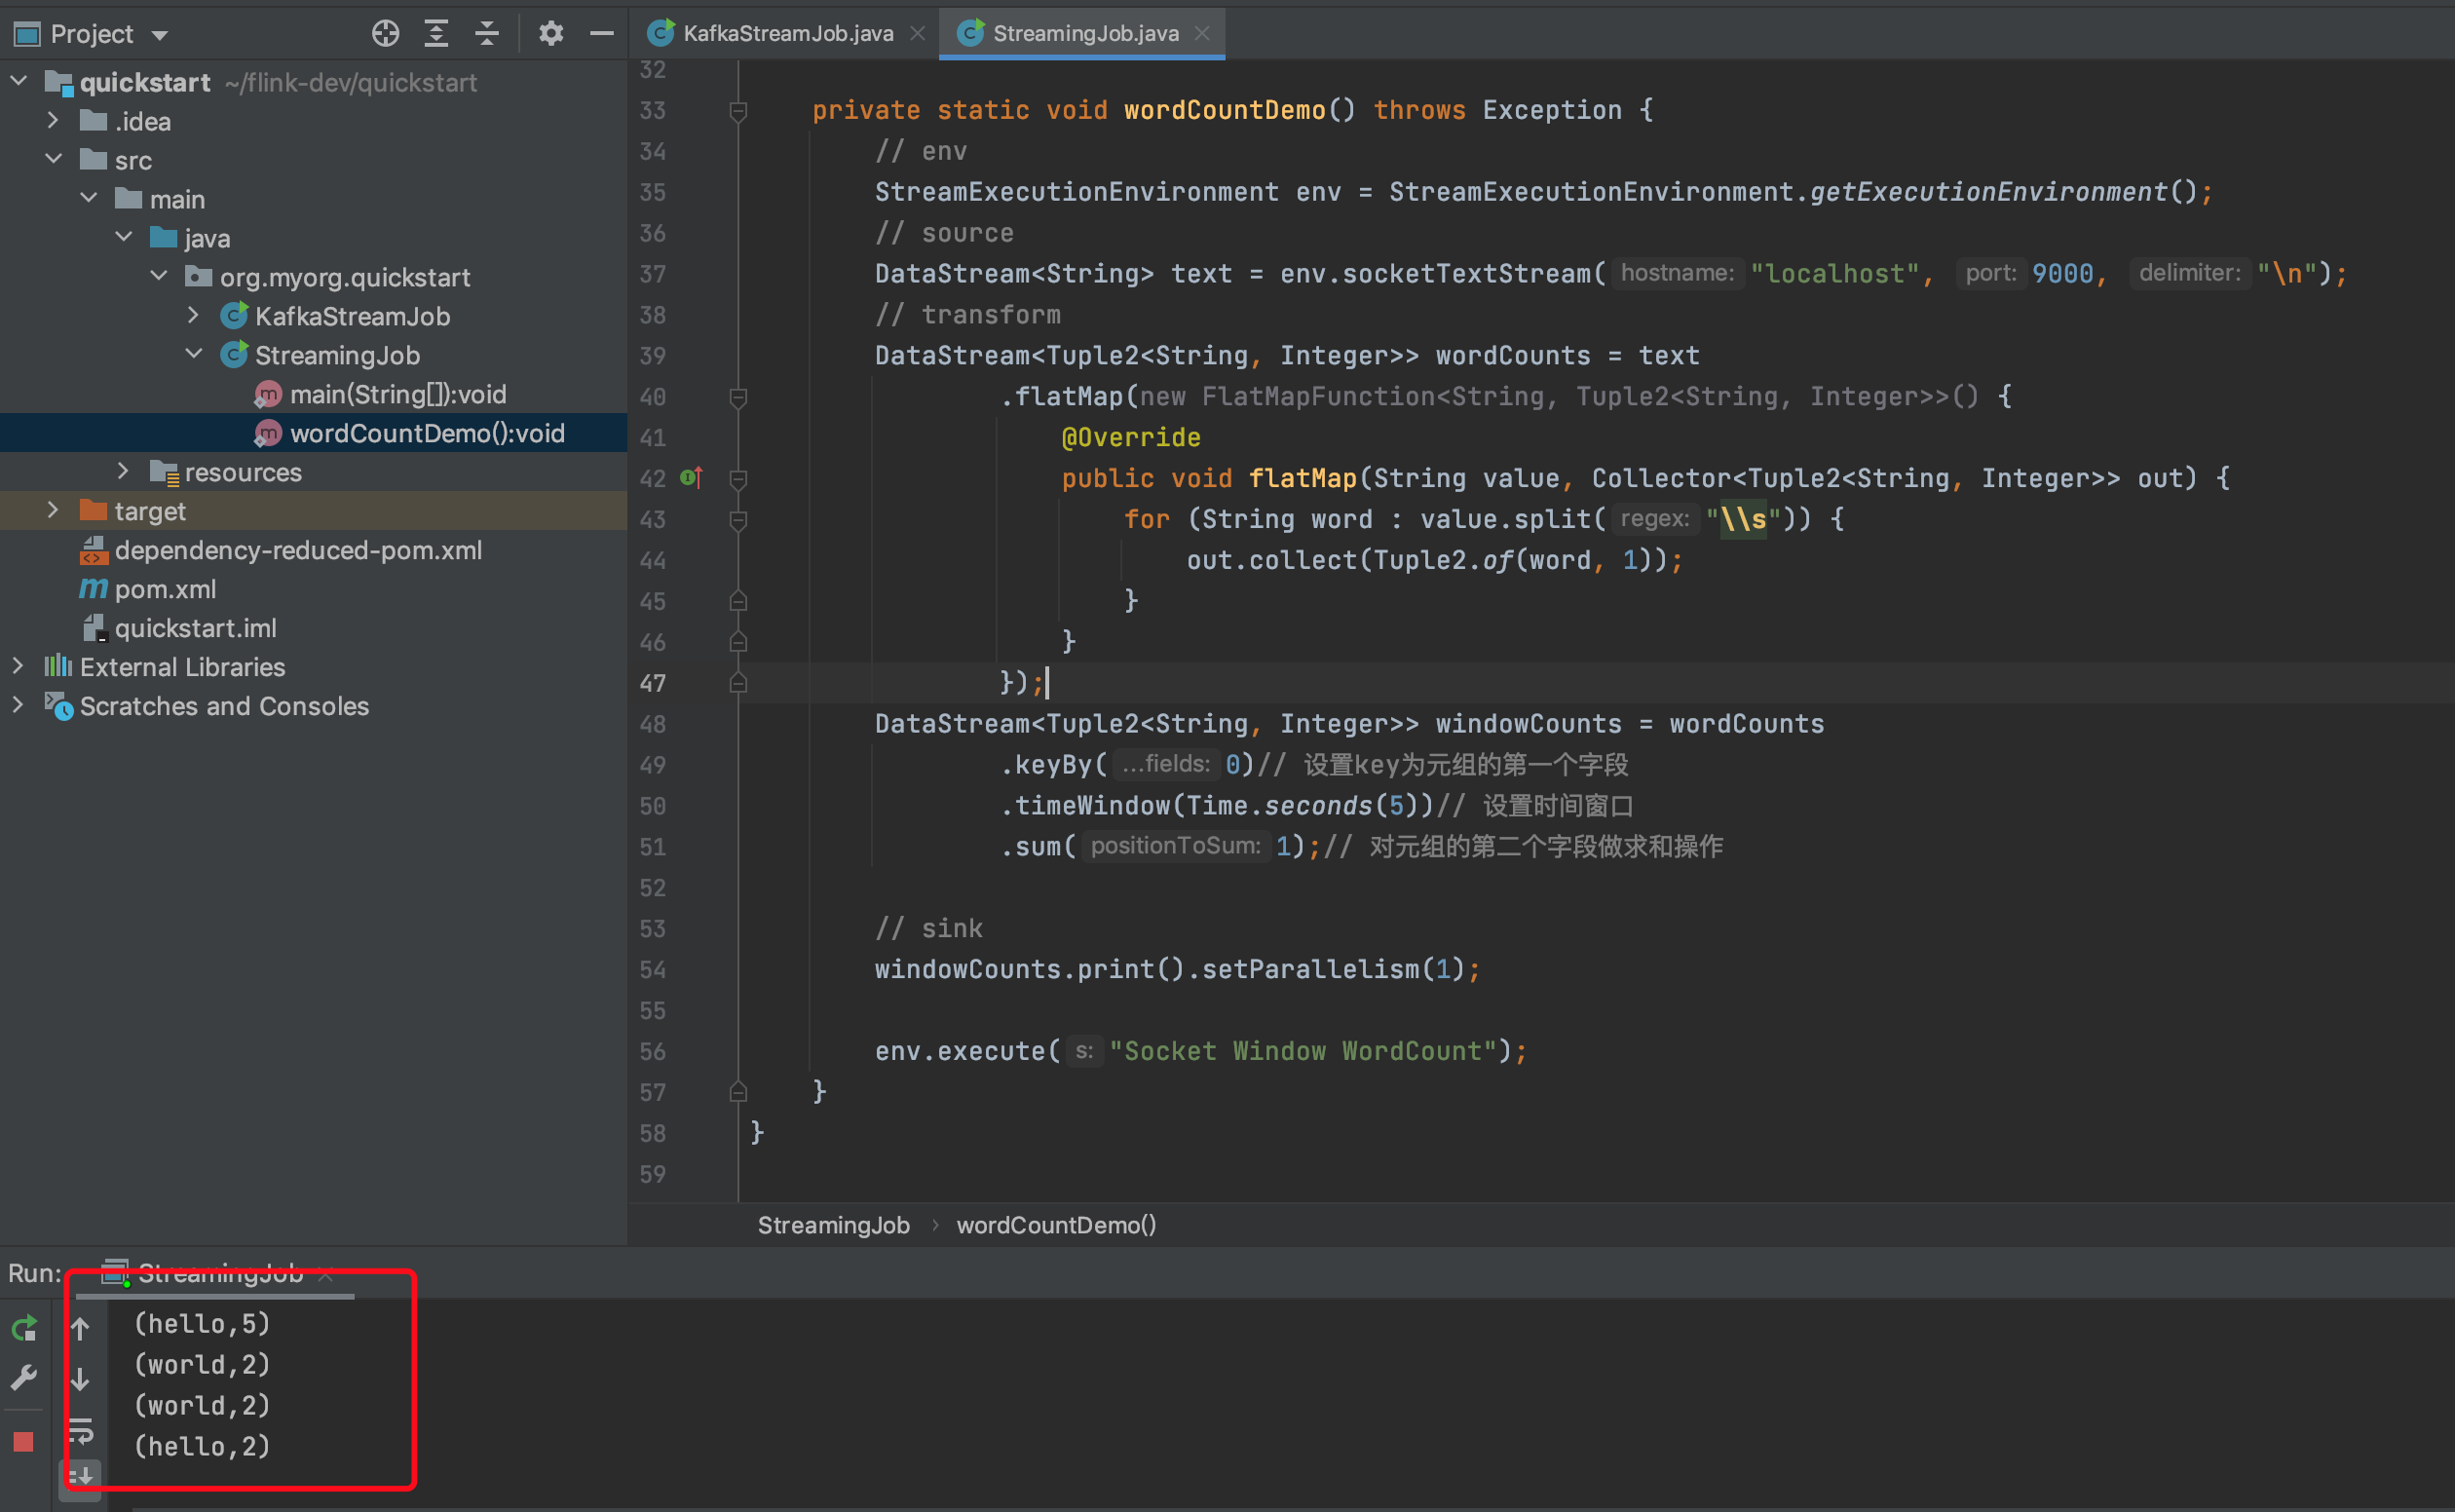 Project
KafkaStreamJob.java
StreamingJob.java
quickstart ~/flink-dev/quickstart
.idea
src
main
java
org.myorg.quickstart
KafkaStreamJob
StreamingJob
main(String[]):void
wordCountDemo():void
resources
target
dependency-reduced-pom.xml
pom.xml
quickstart.iml
External Libraries
Scratches and Consoles
32
33 private static void wordCountDemo() throws Exception {
34 // env
35 StreamExecutionEnvironment env = StreamExecutionEnvironment.getExecutionEnvironment();
36 // source
37 DataStream<String> text = env.socketTextStream( hostname: "localhost", port: 9000, delimiter: "\n");
38 // transform
39 DataStream<Tuple2<String, Integer>> wordCounts = text
40 .flatMap(new FlatMapFunction<String, Tuple2<String, Integer>>() {
41 @Override
42 public void flatMap(String value, Collector<Tuple2<String, Integer>> out) {
43 for (String word : value.split( regex: "\\s")) {
44 out.collect(Tuple2.of(word, 1));
45 }
46 }
47 });
48 DataStream<Tuple2<String, Integer>> windowCounts = wordCounts
49 .keyBy( ...fields: 0)// 设置key为元组的第一个字段
50 .timeWindow(Time.seconds(5))// 设置时间窗口
51 .sum( positionToSum: 1);// 对元组的第二个字段做求和操作
52
53 // sink
54 windowCounts.print().setParallelism(1);
55
56 env.execute( s: "Socket Window WordCount");
57 }
58 }
59
StreamingJob › wordCountDemo()
Run: StreamingJob
(hello,5)
(world,2)
(world,2)
(hello,2)